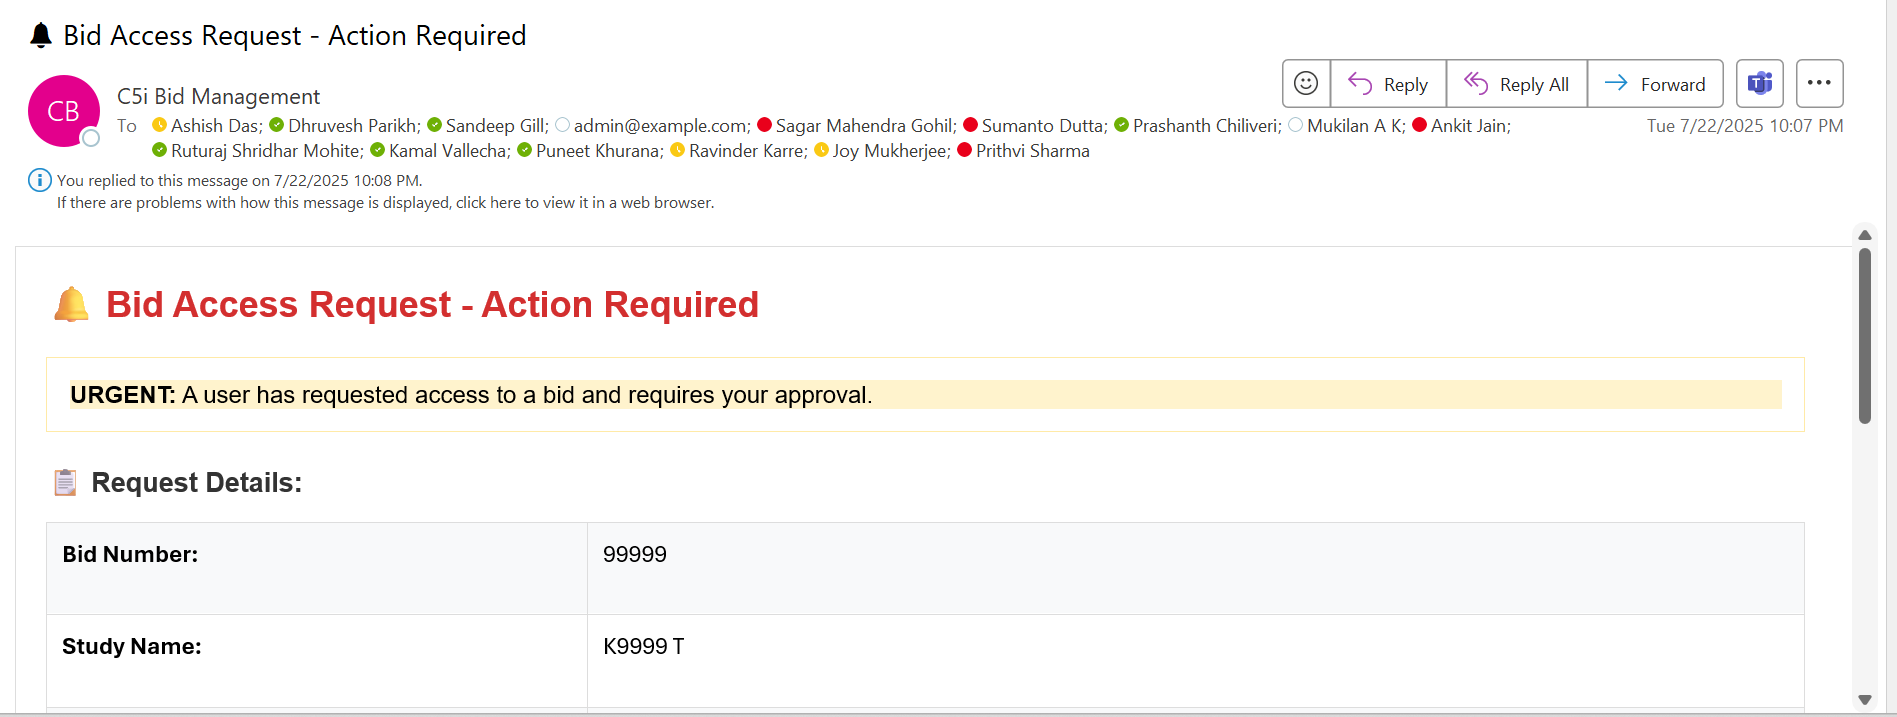 🔔 Bid Access Request - Action Required
CB
C5i Bid Management
Reply
Reply All
Forward
To Ashish Das; Dhruvesh Parikh; Sandeep Gill; admin@example.com; Sagar Mahendra Gohil; Sumanto Dutta; Prashanth Chiliveri; Mukilan A K; Ankit Jain;
Ruturaj Shridhar Mohite; Kamal Vallecha; Puneet Khurana; Ravinder Karre; Joy Mukherjee; Prithvi Sharma
Tue 7/22/2025 10:07 PM
You replied to this message on 7/22/2025 10:08 PM.
If there are problems with how this message is displayed, click here to view it in a web browser.
🔔 Bid Access Request - Action Required
URGENT: A user has requested access to a bid and requires your approval.
📋 Request Details:
Bid Number: 99999
Study Name: K9999 T